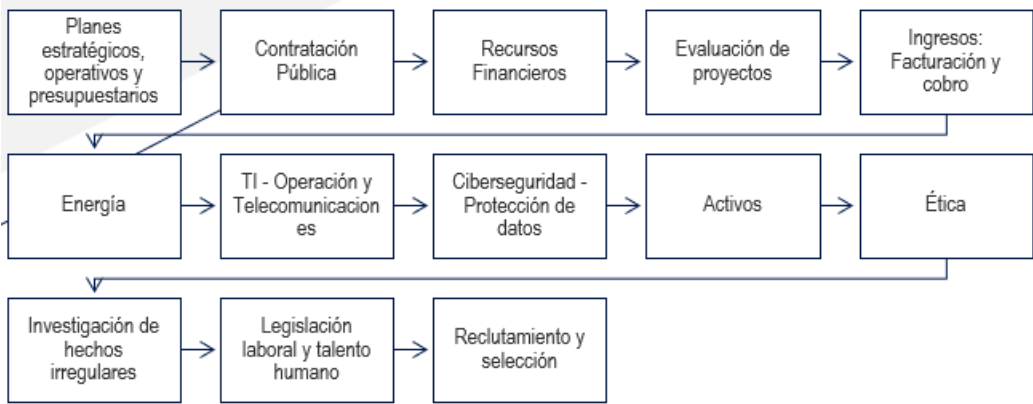 Planes
estratégicos,
operativos y
presupuestarios
Contratación
Pública
Recursos
Financieros
Evaluación de
proyectos
Ingresos:
Facturación y
cobro
Energía
TI - Operación y
Telecomunicacion
es
Ciberseguridad -
Protección de
datos
Activos
Ética
Investigación de
hechos
irregulares
Legislación
laboral y talento
humano
Reclutamiento y
selección